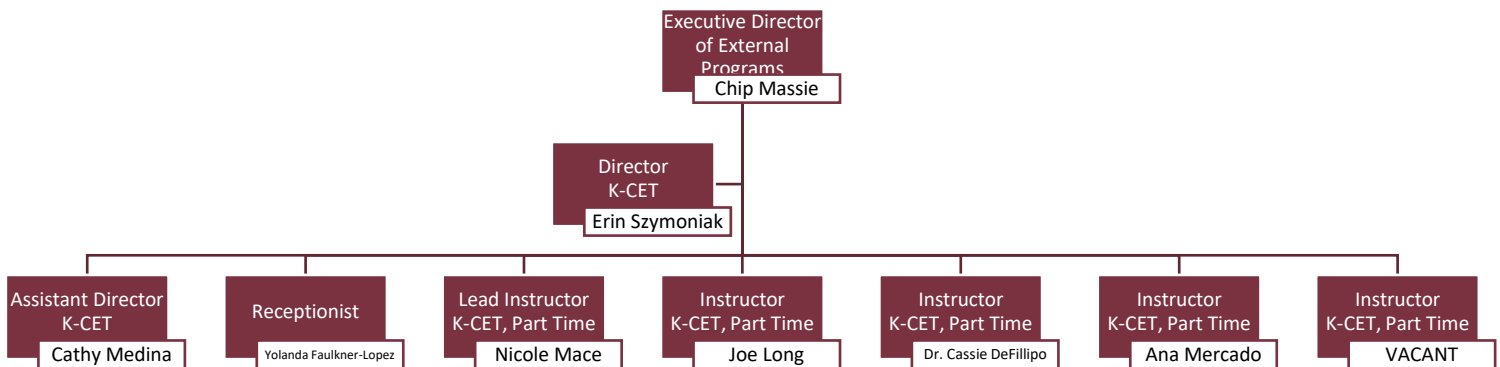 Executive Director
of External
Programs
Chip Massie
Director
K-CET
Erin Szymoniak
Assistant Director
K-CET
Cathy Medina
Receptionist
Yolanda Faulkner-Lopez
Lead Instructor
K-CET, Part Time
Nicole Mace
Instructor
K-CET, Part Time
Joe Long
Instructor
K-CET, Part Time
Dr. Cassie DeFillipo
Instructor
K-CET, Part Time
Ana Mercado
Instructor
K-CET, Part Time
VACANT